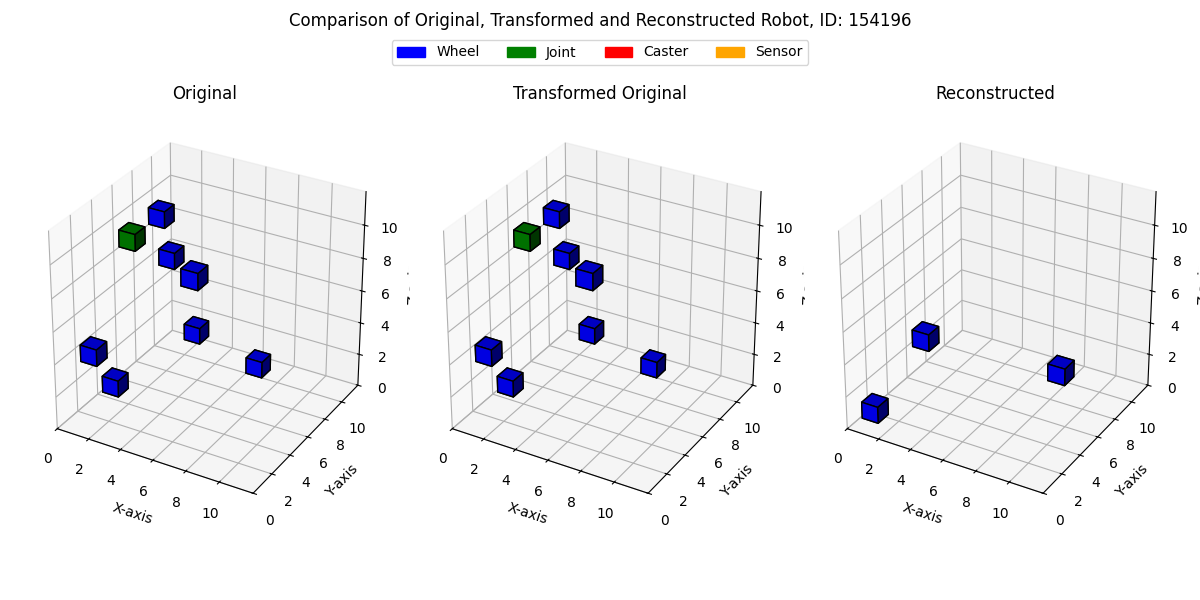 Comparison of Original, Transformed and Reconstructed Robot, ID: 154196
Wheel Joint Caster Sensor
Original Transformed Original Reconstructed
10 10 10
8 8 8
6 6 6
4 4 4
2 2 2
0 0 0
0 2 4 6 8 10 0 2 4 6 8 10 0 2 4 6 8 10
0 2 4 6 8 10 0 2 4 6 8 10 0 2 4 6 8 10
X-axis Y-axis X-axis Y-axis X-axis Y-axis